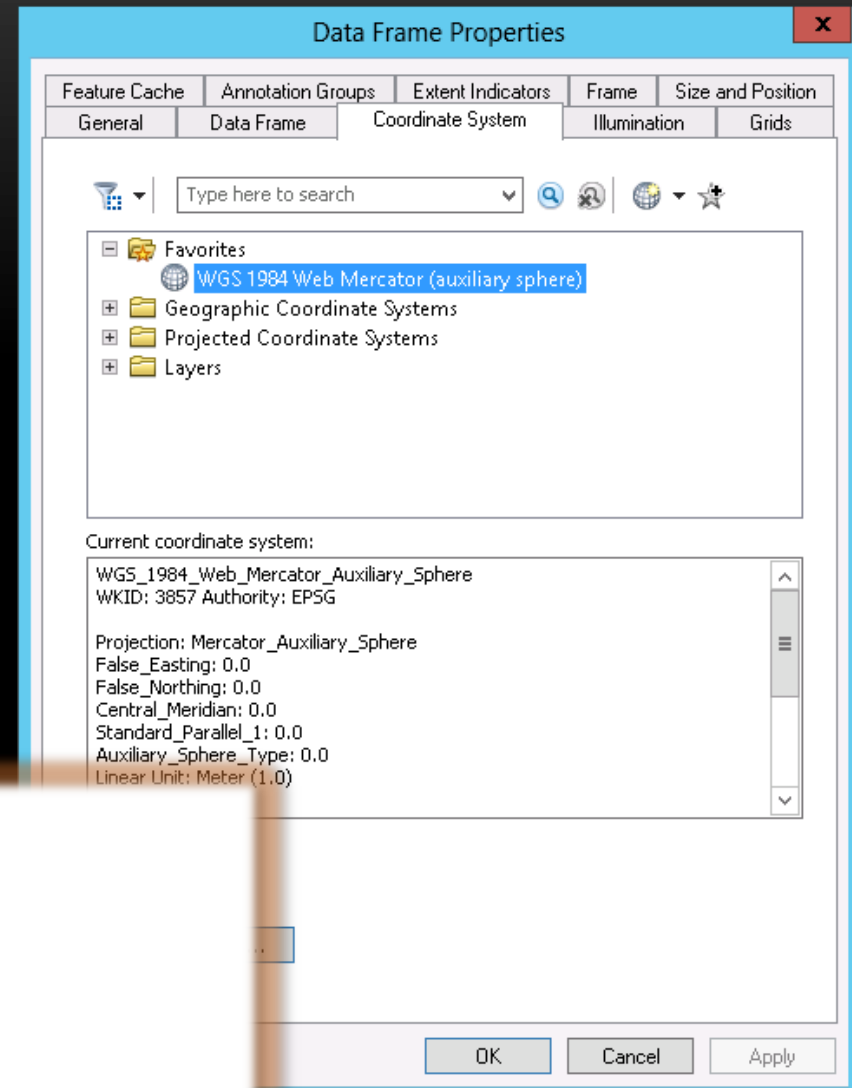 Data Frame Properties
x
Feature Cache Annotation Groups Extent Indicators Frame Size and Position
General Data Frame Coordinate System Illumination Grids
Type here to search
Favorites
WGS 1984 Web Mercator (auxiliary sphere)
Geographic Coordinate Systems
Projected Coordinate Systems
Layers
Current coordinate system:
WGS_1984_Web_Mercator_Auxiliary_Sphere
WKID: 3857 Authority: EPSG
Projection: Mercator_Auxiliary_Sphere
False_Easting: 0.0
False_Northing: 0.0
Central_Meridian: 0.0
Standard_Parallel_1: 0.0
Auxiliary_Sphere_Type: 0.0
Linear Unit: Meter (1.0)
OK Cancel Apply